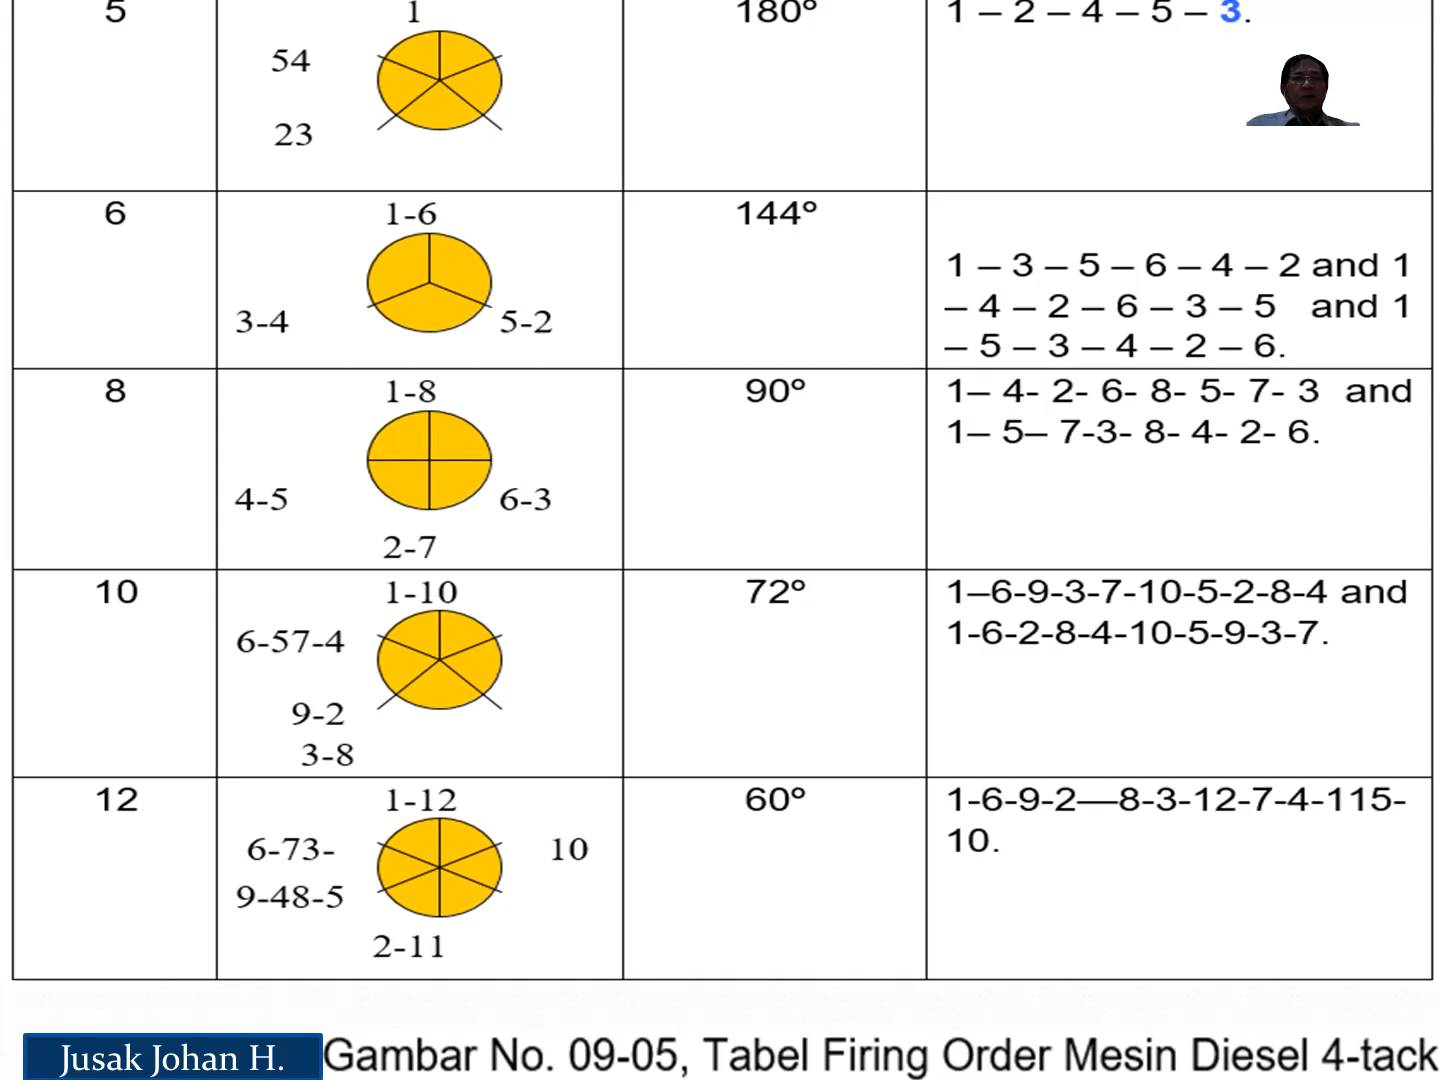 5
1
180º
1 – 2 – 4 – 5 – 3.
54
23
6
1-6
144º
3-4
5-2
1 – 3 – 5 – 6 – 4 – 2 and 1
– 4 – 2 – 6 – 3 – 5 and 1
– 5 – 3 – 4 – 2 – 6.
8
1-8
90º
1– 4- 2- 6- 8- 5- 7- 3 and
1– 5– 7-3- 8- 4- 2- 6.
4-5
6-3
2-7
10
1-10
72º
1–6-9-3-7-10-5-2-8-4 and
1-6-2-8-4-10-5-9-3-7.
6-57-4
9-2
3-8
12
1-12
60º
1-6-9-2—8-3-12-7-4-115-
10.
6-73-
10
9-48-5
2-11
Jusak Johan H.
Gambar No. 09-05, Tabel Firing Order Mesin Diesel 4-tack